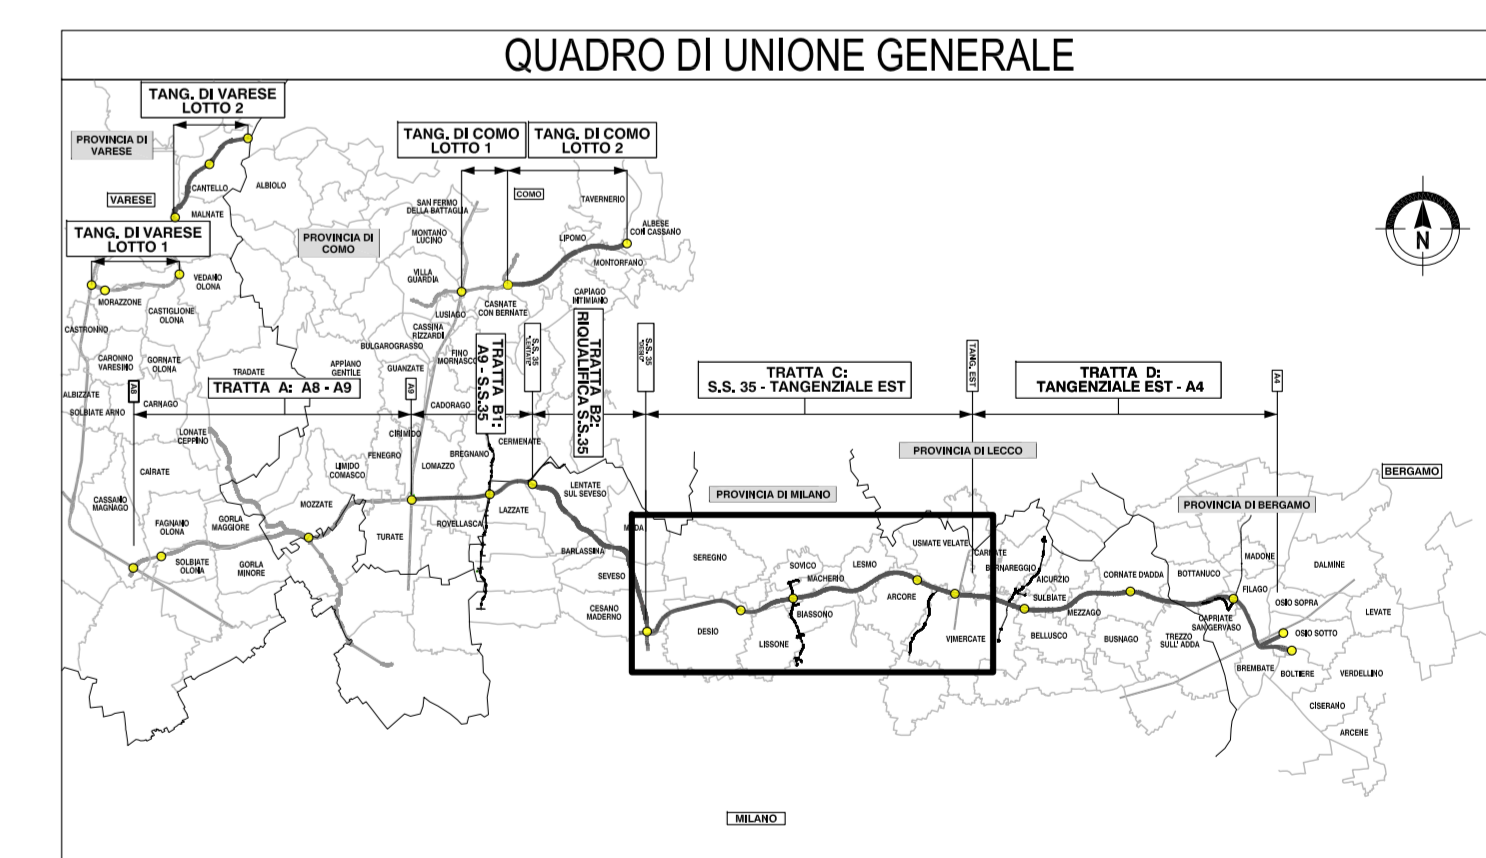 QUADRO DI UNIONE GENERALE
TANG. DI VARESE
LOTTO 2
PROVINCIA DI
VARESE
TANG. DI COMO
LOTTO 1
TANG. DI COMO
LOTTO 2
CANTELLO
ALBIOLO
VARESE
MALNATE
COMO
TAVERNERIO
SAN FERMO
DELLA BATTAGLIA
TANG. DI VARESE
LOTTO 1
PROVINCIA DI
COMO
MONTANO
LUCINO
LIPOMO
ALBESE
CON CASSANO
MONTORFANO
N
VEDANO
OLONA
VILLA
GUARDIA
MORAZZONE
CASTIGLIONE
OLONA
LUSIAGO
CASNATE
CON BERNATE
CAPIAGO
INTIMIANO
CASTRONNO
CASSINA
RIZZARDI
BULGAROGRASSO
FINO
MORNASCO
CARONNO
VARESINO
GORNATE
OLONA
TRADATE
APPIANO
GENTILE
GUANZATE
TRATTA B1:
A9 - S.S.35
S.S. 35
TRATTA B2:
RIQUALIFICA S.S.35
S.S. 35
TRATTA C:
S.S. 35 - TANGENZIALE EST
TANG. EST
TRATTA D:
TANGENZIALE EST - A4
A4
ALBIZZATE
SOLBIATE ARNO
A8
CARNAGO
TRATTA A: A8 - A9
A9
CADORAGO
LONATE
CEPPINO
CIRIMIDO
FENEGRO
CERMENATE
BREGNANO
LOMAZZO
PROVINCIA DI LECCO
CAIRATE
LIMIDO
COMASCO
BERGAMO
CASSANO
MAGNAGO
MOZZATE
LENTATE
SUL SEVESO
PROVINCIA DI MILANO
PROVINCIA DI BERGAMO
LAZZATE
FAGNANO
OLONA
GORLA
MAGGIORE
ROVELLASCA
TURATE
USMATE VELATE
SOLBIATE
OLONA
GORLA
MINORE
BARLASSINA
SEREGNO
SOVICO
LESMO
MACHERIO
MADONE
DALMINE
SEVESO
ARCORE
AICURZIO
SULBIATE
CORNATE D'ADDA
BOTTANUCO
FILAGO
CESANO
MADERNO
BIASSONO
MEZZAGO
OSIO SOPRA
LEVATE
DESIO
LISSONE
VIMERCATE
BELLUSCO
BUSNAGO
TREZZO
SULL' ADDA
CAPRIATE
SANGERVASO
OSIO SOTTO
BREMBATE
BOLTIERE
VERDELLINO
CISERANO
ARCENE
MILANO